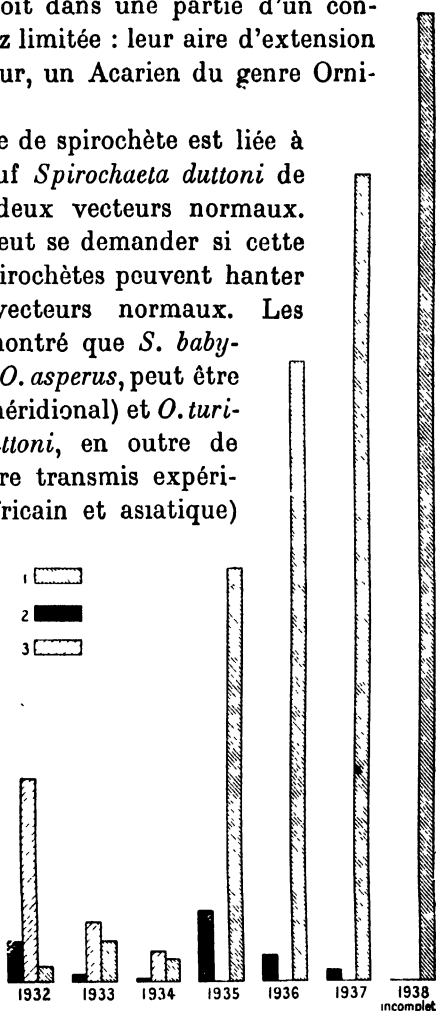 oit dans une partie d'un con-
z limitée : leur aire d'extension
ur, un Acarien du genre Orni-
e de spirochète est liée à
uf Spirochaeta duttoni de
deux vecteurs normaux.
eut se demander si cette
irochètes peuvent hanter
vecteurs normaux. Les
nontré que S. baby-
O. asperus, peut être
néridional) et O. turi-
ttoni, en outre de
re transmis expéri-
ricain et asiatique)
1
2
3
1932 1933 1934 1935 1936 1937 1938
incomplet